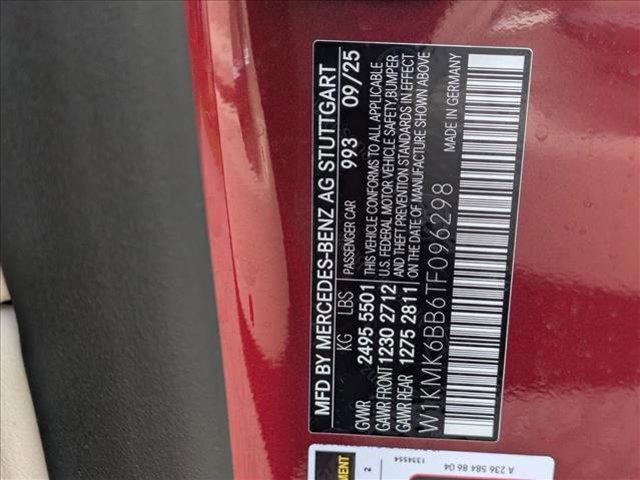 MFD BY MERCEDES-BENZ AG STUTTGART
PASSENGER CAR 993 09/25
KG LBS
GVWR 2495 5501
GAWR FRONT 1230 2712
GAWR REAR 1275 2811
THIS VEHICLE CONFORMS TO ALL APPLICABLE
U.S. FEDERAL MOTOR VEHICLE SAFETY,BUMPER
AND THEFT PREVENTION STANDARDS IN EFFECT
ON THE DATE OF MANUFACTURE SHOWN ABOVE
MADE IN GERMANY
W1KMK6BB6TF096298
2
1334554
A 236 584 86 04